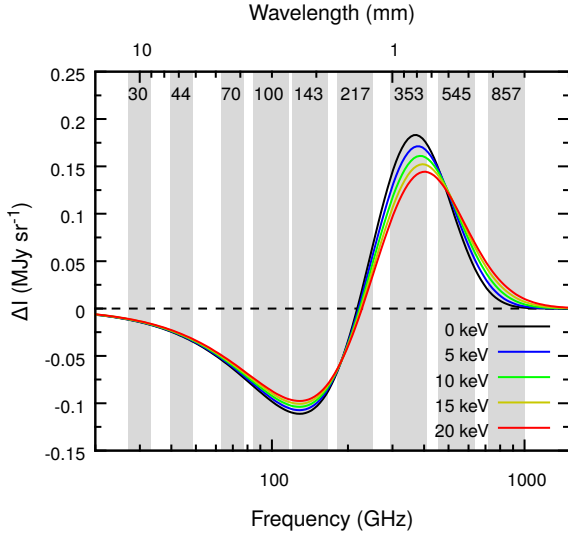 Wavelength (mm)
10 1
0.25
30 44 70 100 143 217 353 545 857
0.2
0.15
0.1
0.05
0
-0.05
-0.1
-0.15
ΔI (MJy sr⁻¹)
0 keV
5 keV
10 keV
15 keV
20 keV
100 1000
Frequency (GHz)